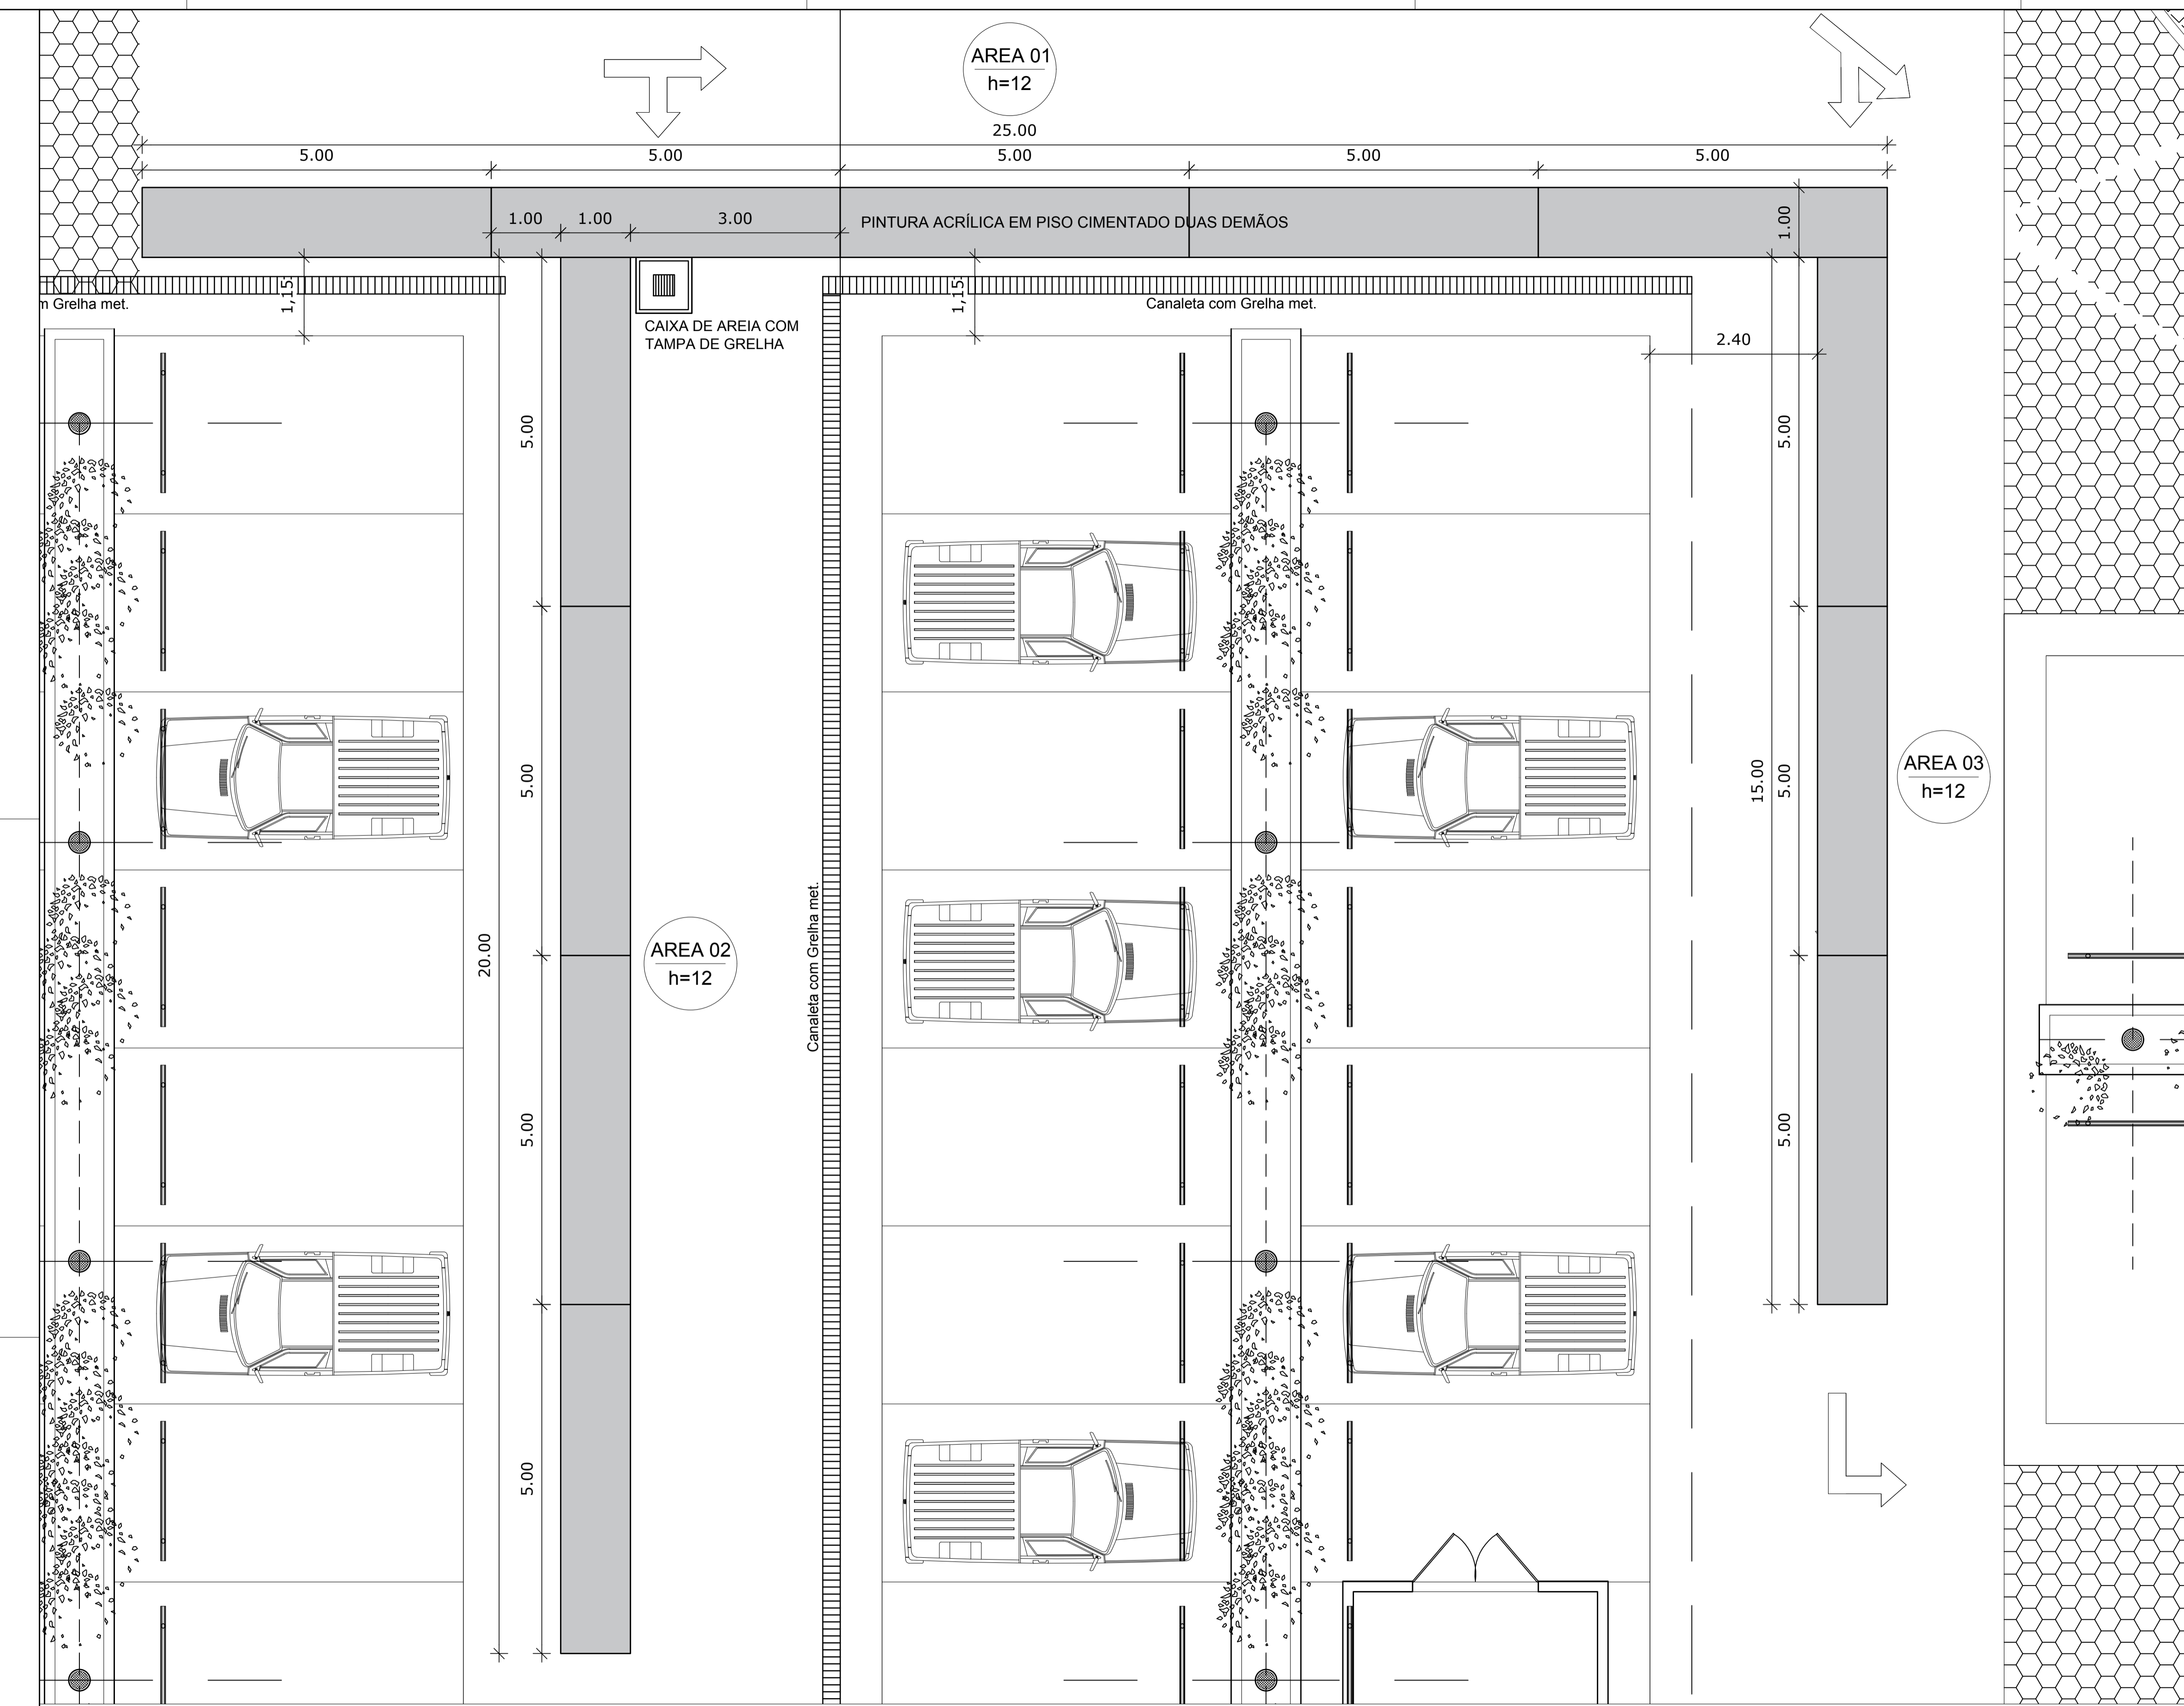 AREA 01
h=12
25.00
5.00
5.00
5.00
5.00
5.00
1.00
1.00
3.00
PINTURA ACRÍLICA EM PISO CIMENTADO DUAS DEMÃOS
1.00
1,15
1,15
m Grelha met.
Canaleta com Grelha met.
CAIXA DE AREIA COM
TAMPA DE GRELHA
2.40
5.00
5.00
5.00
5.00
20.00
AREA 02
h=12
Canaleta com Grelha met.
5.00
5.00
5.00
15.00
AREA 03
h=12